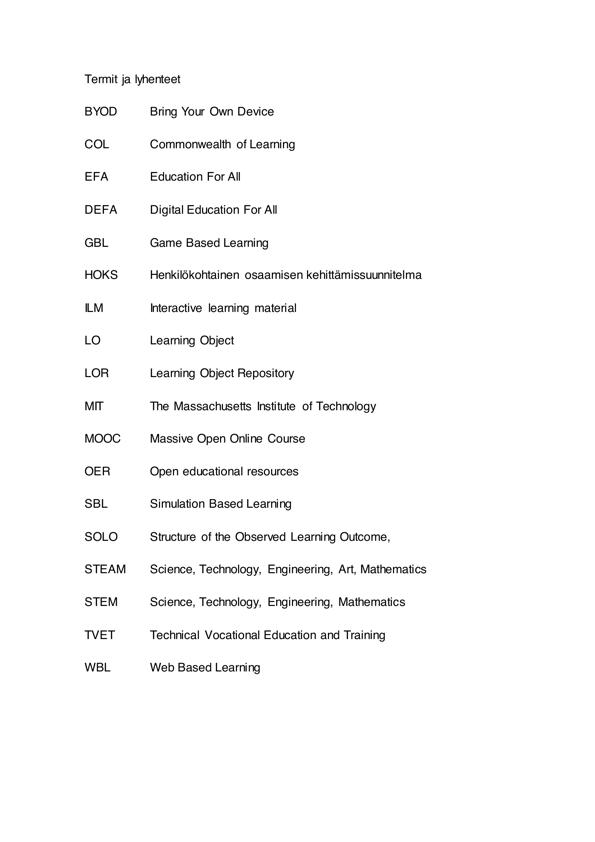 Termit ja lyhenteet
BYOD Bring Your Own Device
COL Commonwealth of Learning
EFA Education For All
DEFA Digital Education For All
GBL Game Based Learning
HOKS Henkilökohtainen osaamisen kehittämissuunnitelma
ILM Interactive learning material
LO Learning Object
LOR Learning Object Repository
MIT The Massachusetts Institute of Technology
MOOC Massive Open Online Course
OER Open educational resources
SBL Simulation Based Learning
SOLO Structure of the Observed Learning Outcome,
STEAM Science, Technology, Engineering, Art, Mathematics
STEM Science, Technology, Engineering, Mathematics
TVET Technical Vocational Education and Training
WBL Web Based Learning